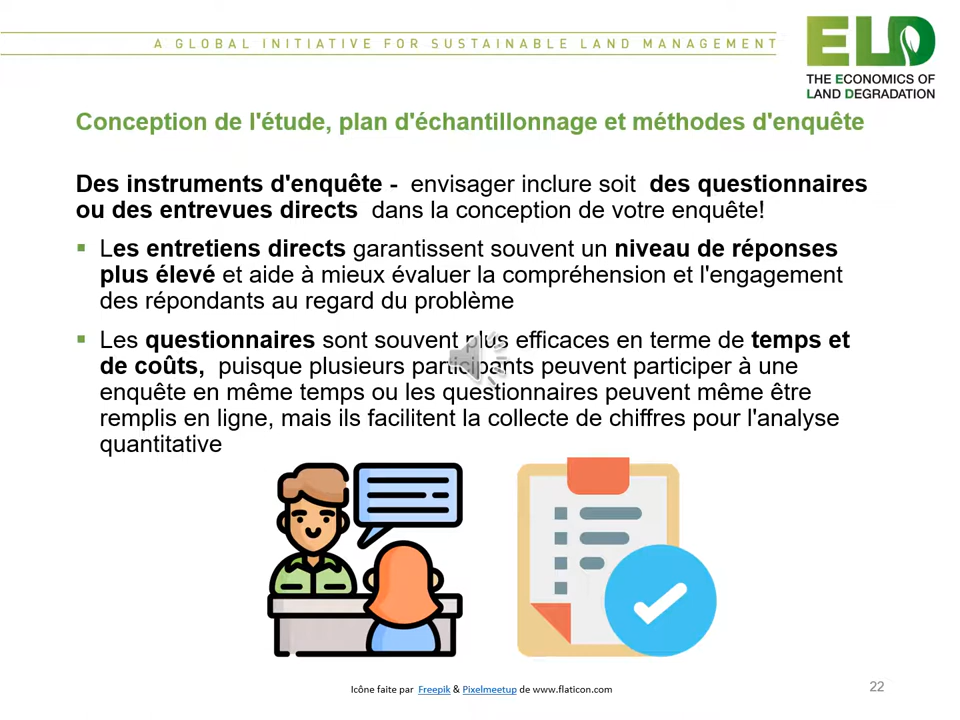 A GLOBAL INITIATIVE FOR SUSTAINABLE LAND MANAGEMENT
ELD
THE ECONOMICS OF
LAND DEGRADATION
Conception de l'étude, plan d'échantillonnage et méthodes d'enquête
Des instruments d'enquête - envisager inclure soit des questionnaires
ou des entrevues directs dans la conception de votre enquête!
Les entretiens directs garantissent souvent un niveau de réponses
plus élevé et aide à mieux évaluer la compréhension et l'engagement
des répondants au regard du problème
Les questionnaires sont souvent plus efficaces en terme de temps et
de coûts, puisque plusieurs participants peuvent participer à une
enquête en même temps ou les questionnaires peuvent même être
remplis en ligne, mais ils facilitent la collecte de chiffres pour l'analyse
quantitative
Icône faite par Freepik & Pixelmeetup de www.flaticon.com
22